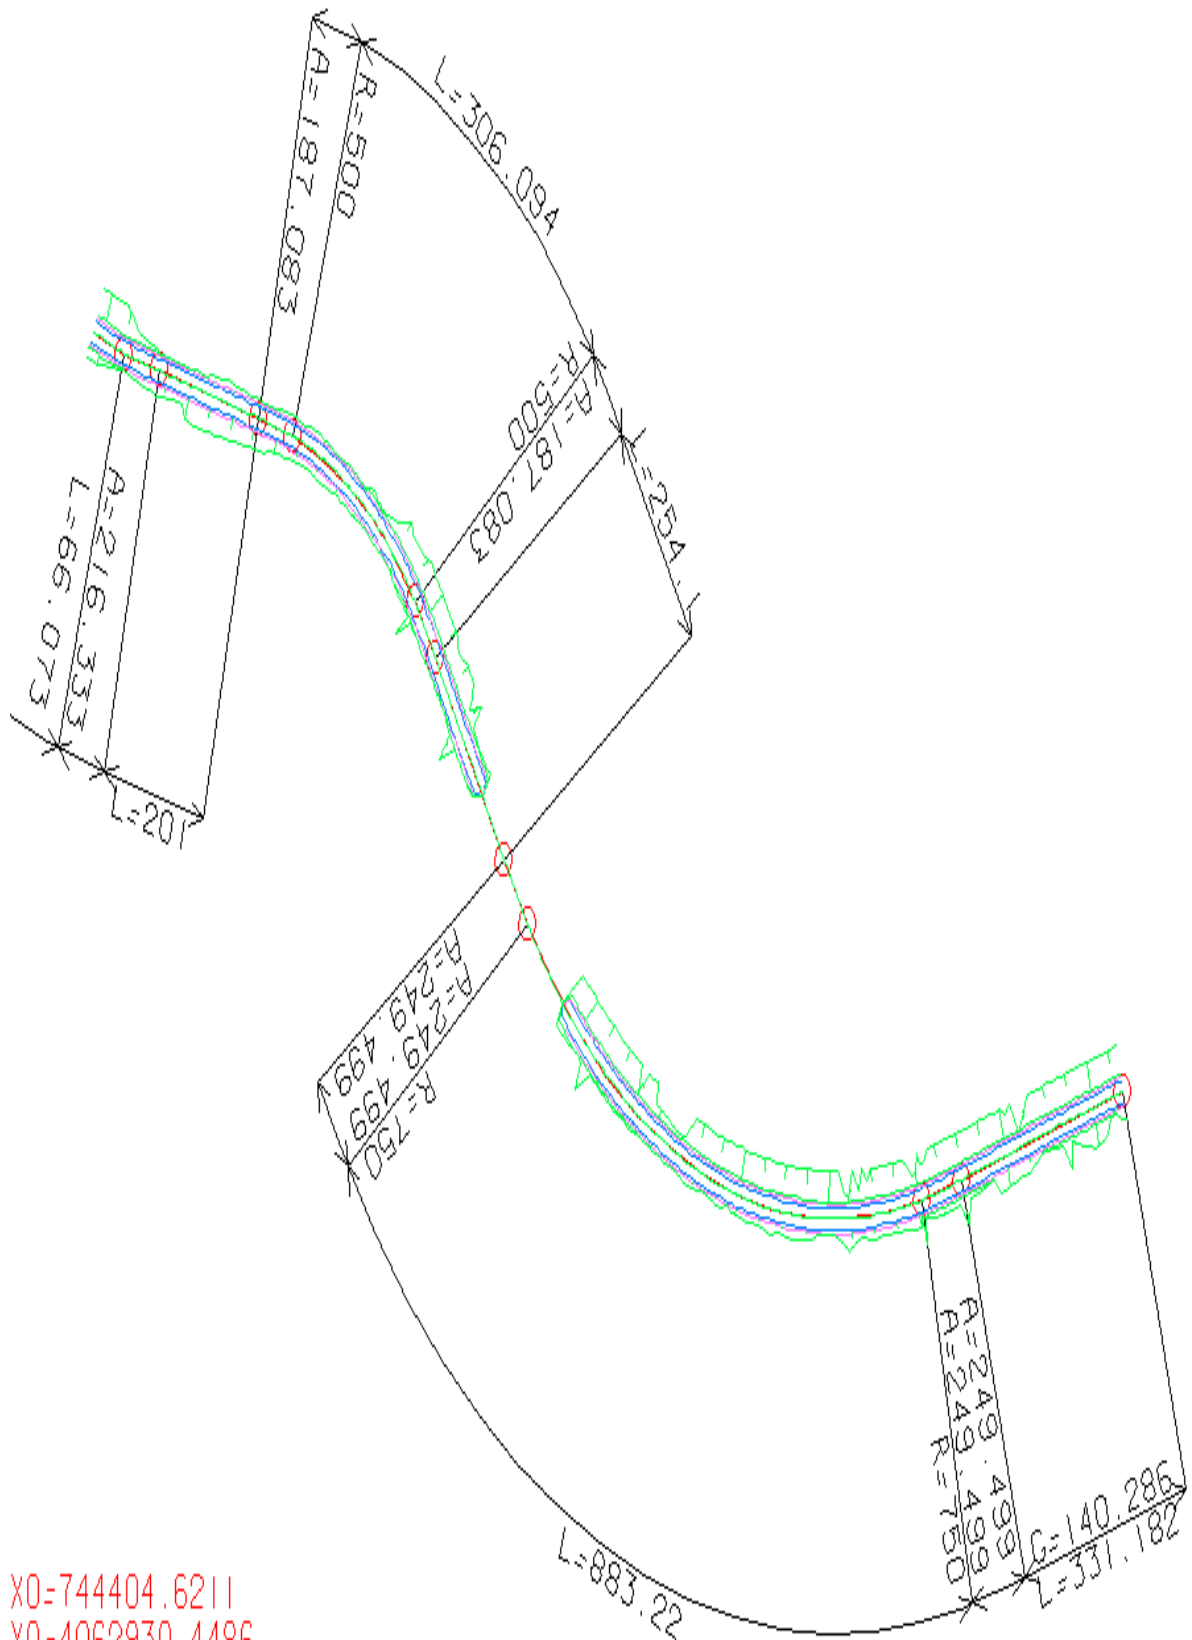 L=306.094
A=187.083
R=500
R=500
A=187.083
A=216.333
L=66.073
L=201
A=249.499
A=249.499
R=750
A=249.499
A=249.499
R=750
G=140.286
L=331.182
L=883.22
X0=744404.6211